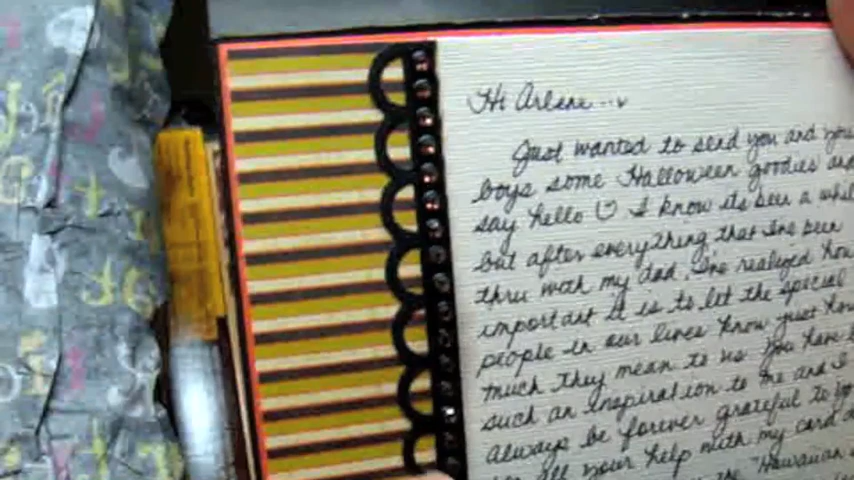 Hi Arlene...
Just wanted to send you and your
boys some Halloween goodies and
say hello I know its been a while
but after everything that I've been
thru with my dad, I've realized how
important it is to let the special
people in our lives know just how
much they mean to us You have b
such an inspiration to me and I
always be forever grateful to yo
all your help with my card
the "Hawaiian